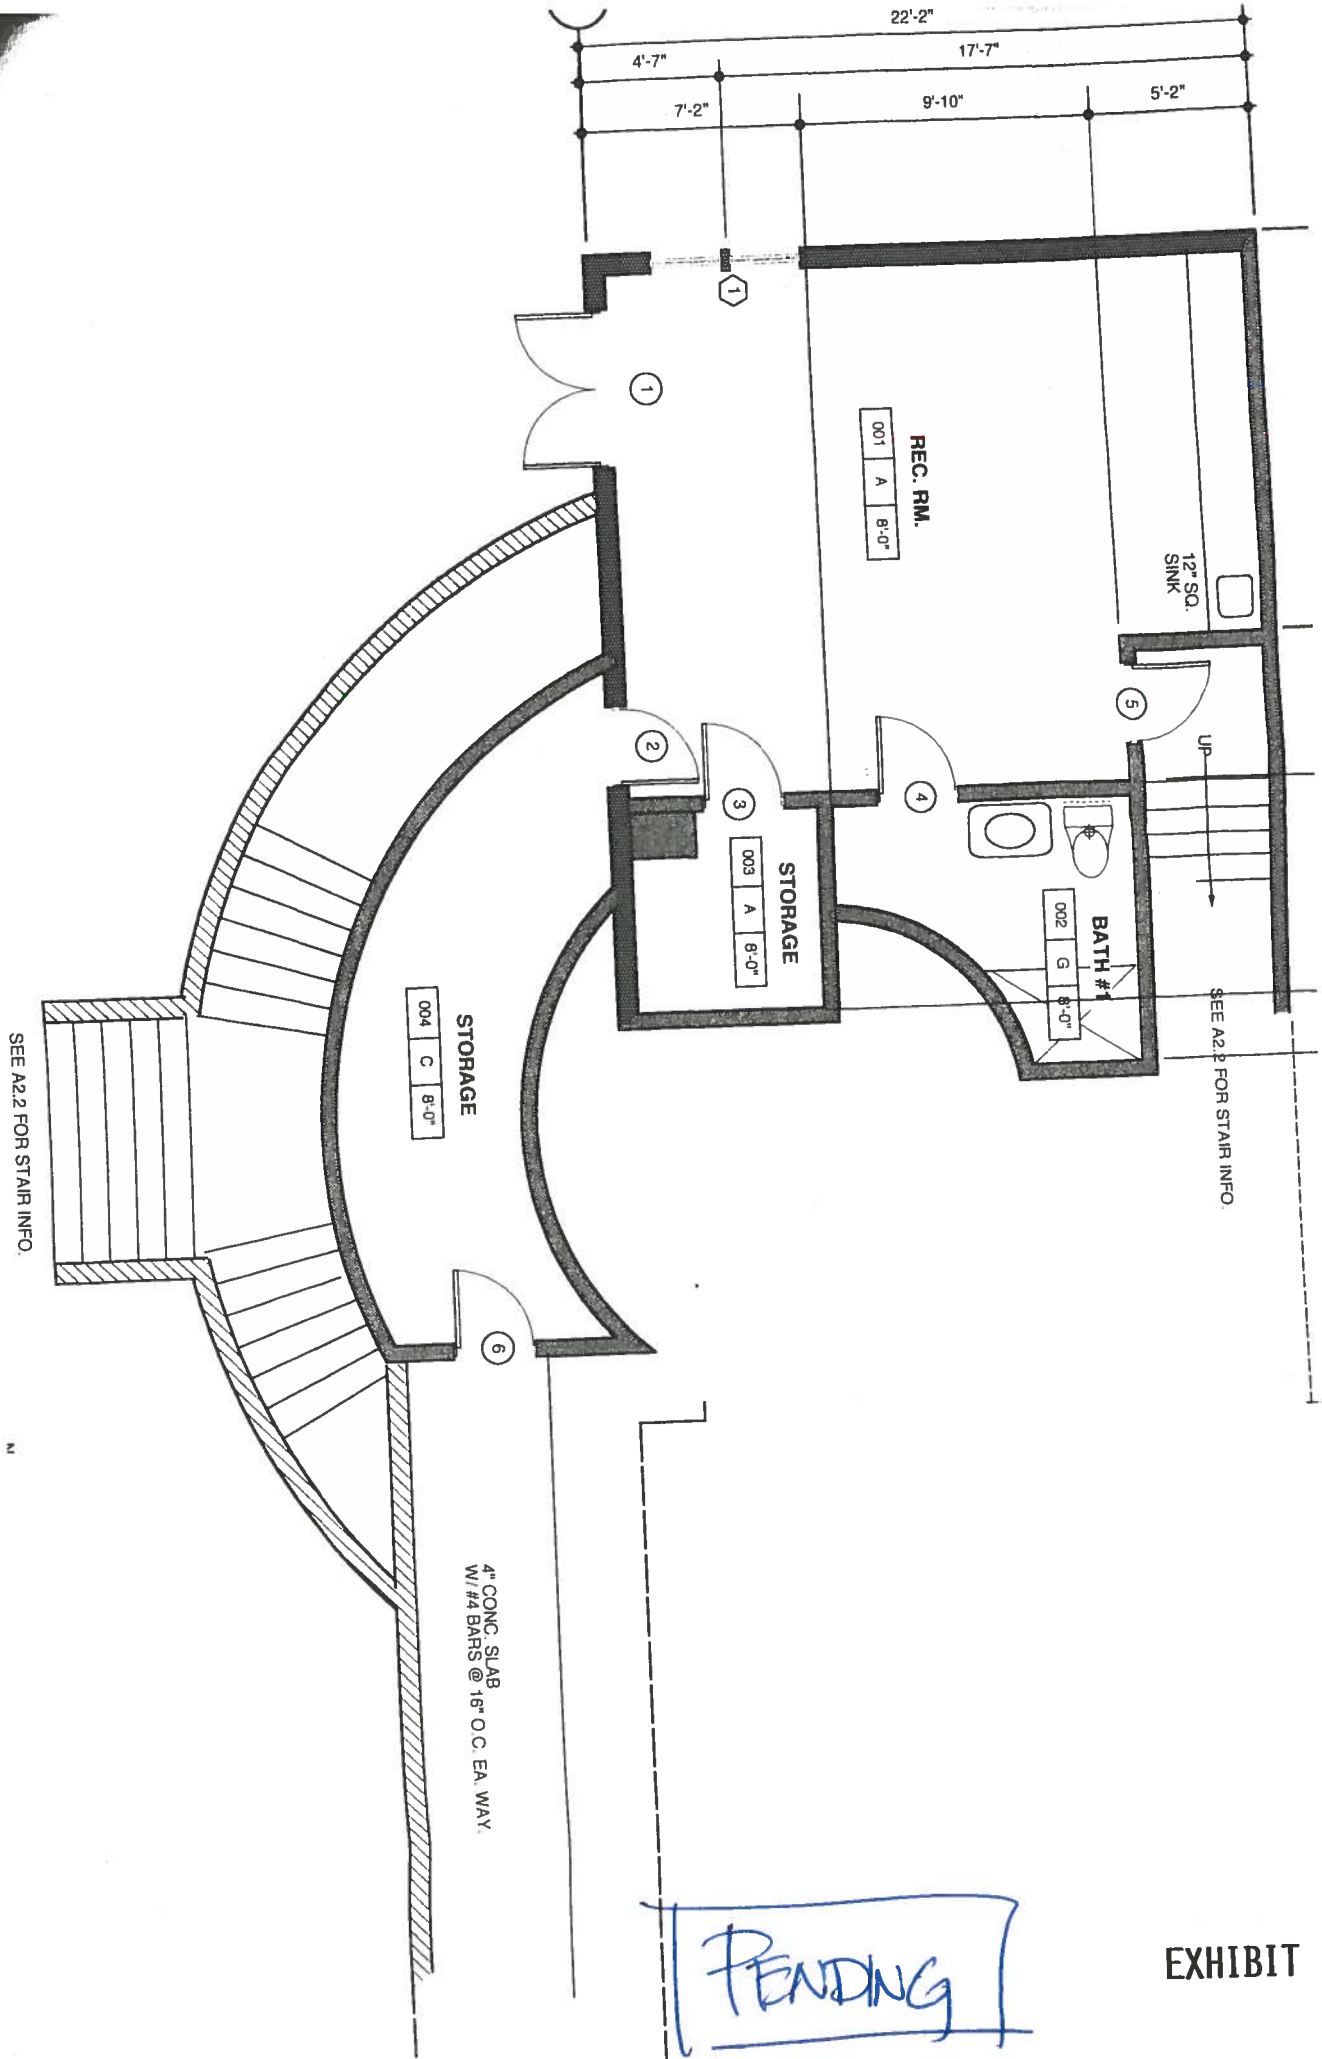 22'-2"
4'-7"
17'-7"
7'-2"
9'-10"
5'-2"
1
1
REC. RM.
001 A 8'-0"
12" SQ.
SINK
5
UP
2
3
4
STORAGE
003 A 8'-0"
BATH #1
002 G 8'-0"
SEE A2.2 FOR STAIR INFO.
STORAGE
004 C 8'-0"
SEE A2.2 FOR STAIR INFO.
6
4" CONC. SLAB
W/ #4 BARS @ 16" O.C. EA. WAY.
PENDING
EXHIBIT